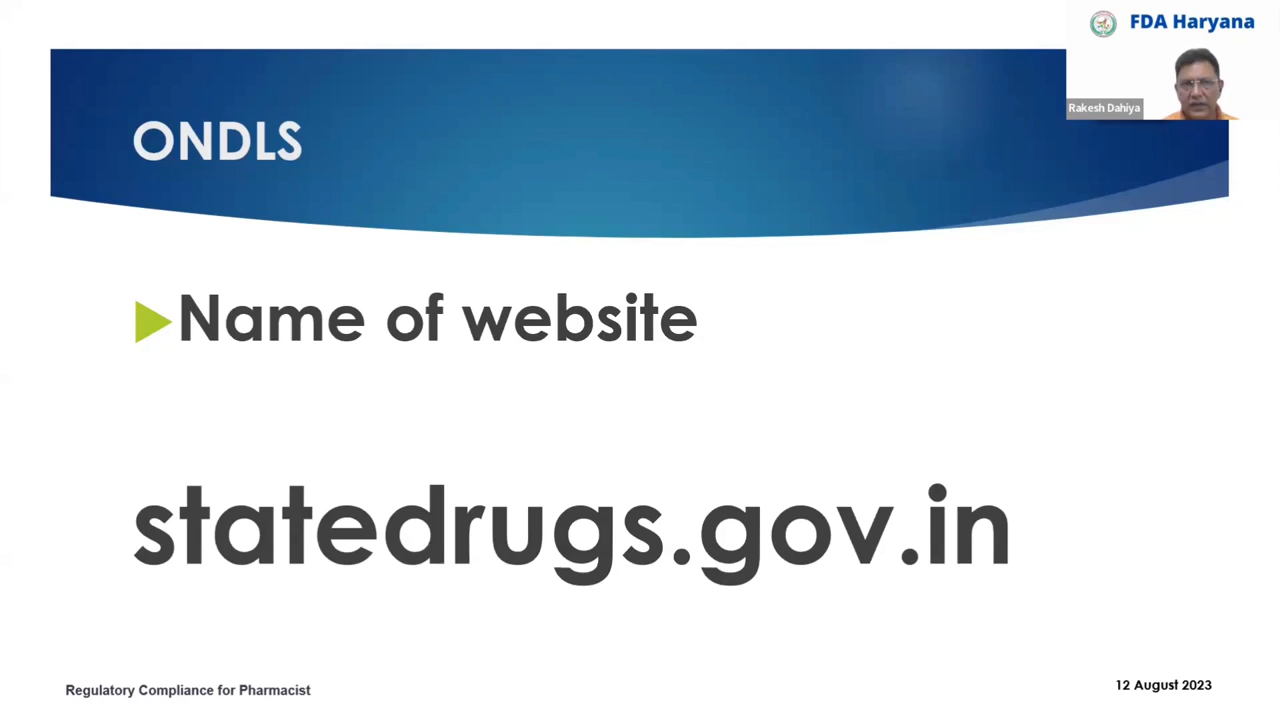 FDA Haryana
Rakesh Dahiya
ONDLS
Name of website
statedrugs.gov.in
Regulatory Compliance for Pharmacist
12 August 2023